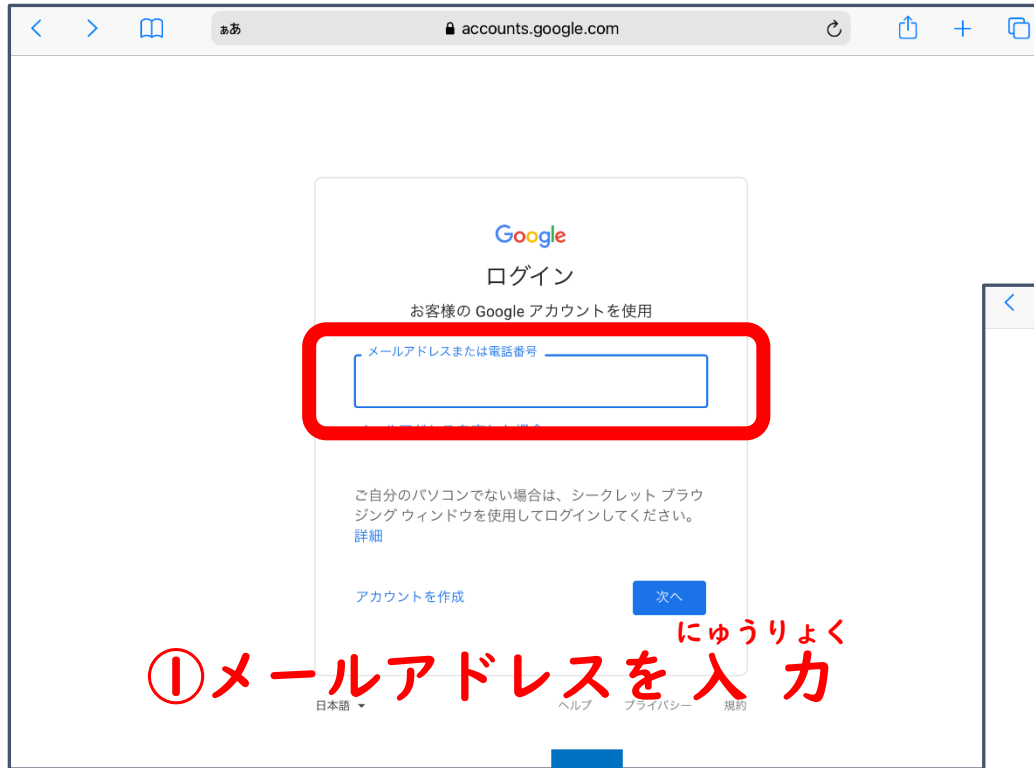 ぁあ accounts.google.com
Google
ログイン
お客様の Google アカウントを使用
メールアドレスまたは電話番号
ご自分のパソコンでない場合は、シークレット ブラウ
ジング ウィンドウを使用してログインしてください。
詳細
アカウントを作成 次へ
にゅうりょく
①メールアドレスを入力
日本語 ヘルプ プライバシー 規約